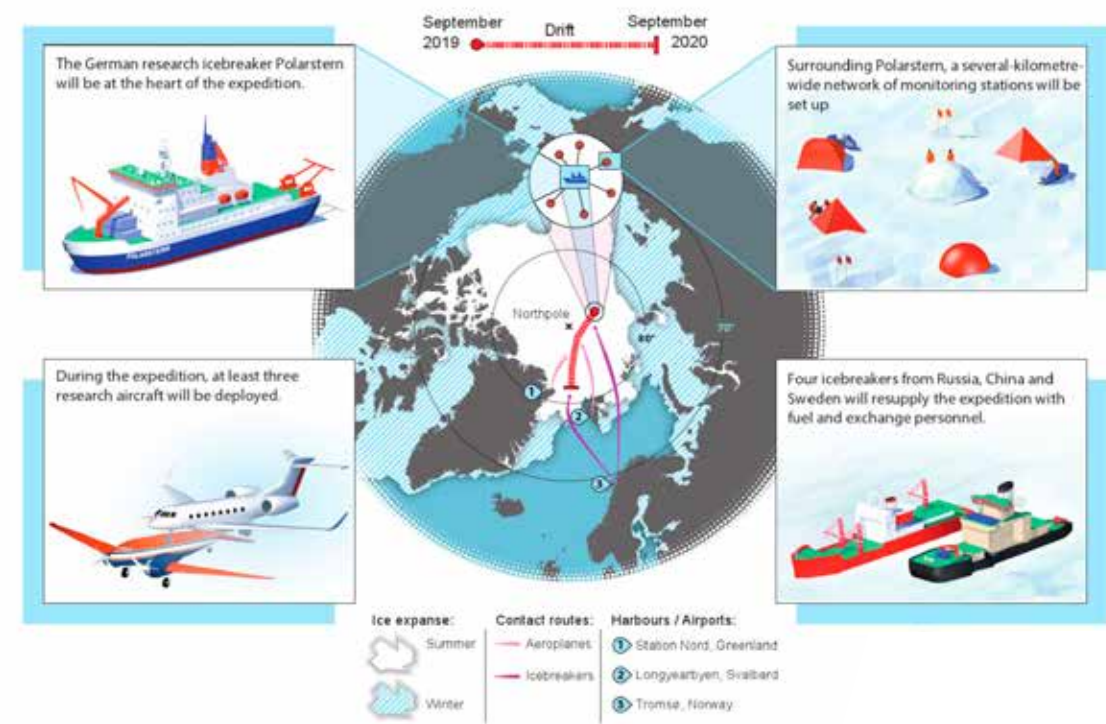 September
2019
Drift
September
2020
The German research icebreaker Polarstern
will be at the heart of the expedition.
POLARSTERN
Surrounding Polarstern, a several-kilometre-
wide network of monitoring stations will be
set up
Northpole
80°
70°
1
2
3
During the expedition, at least three
research aircraft will be deployed.
Four icebreakers from Russia, China and
Sweden will resupply the expedition with
fuel and exchange personnel.
Ice expanse:
Summer
Winter
Contact routes:
Aeroplanes
Icebreakers
Harbours / Airports:
1 Station Nord, Greenland
2 Longyearbyen, Svalbard
3 Tromsø, Norway